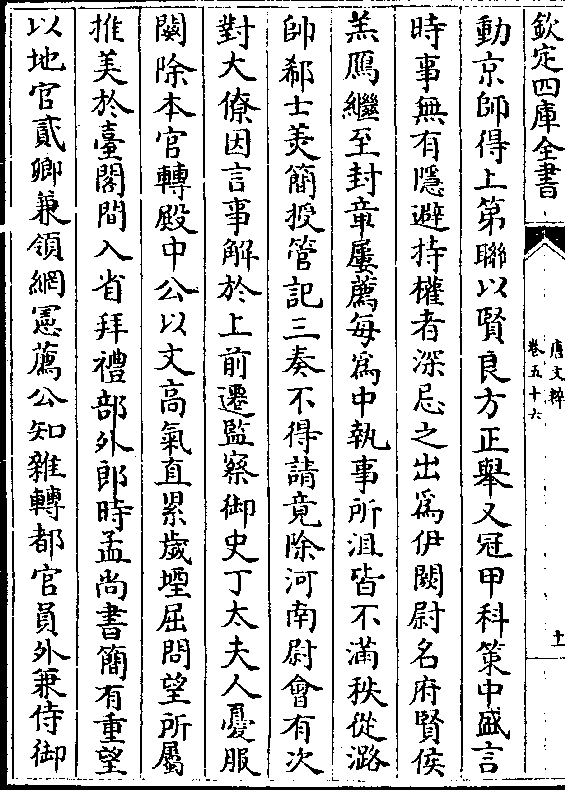 欽定四庫全書
唐文粹
卷五十六
十
動京師得上第聯以賢良方正舉又冠甲科策中盛言
時事無有隱避持權者深忌之出為伊闕尉名府賢侯
羔鴈繼至封章屢薦每為中執事所沮皆不滿秩從潞
帥郗士美簡授管記三奏不得請竟除河南尉會有次
對大僚因言事解於上前遷監察御史丁太夫人憂服
闋除本官轉殿中公以文髙氣直累歲堙屈問望所屬
推美於臺閣間入省拜禮部外郎時孟尚書簡有重望
以地官貳卿兼領網憲薦公知雜轉都官員外兼侍御